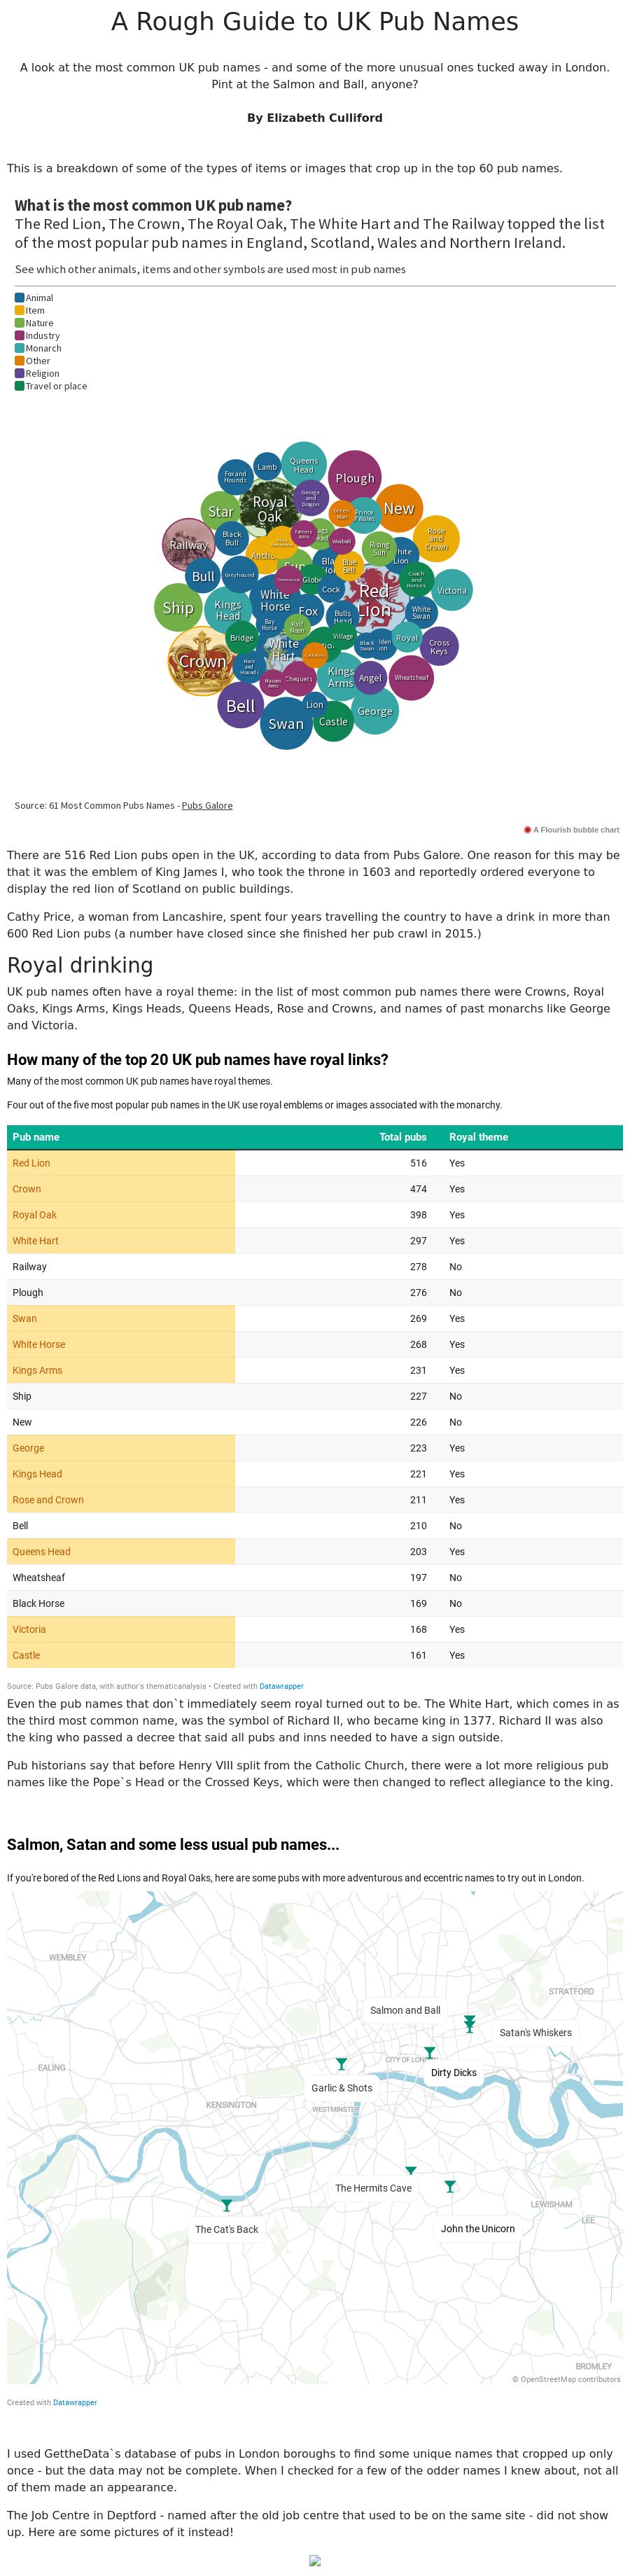 A Rough Guide to UK Pub Names
A look at the most common UK pub names - and some of the more unusual ones tucked away in London.
Pint at the Salmon and Ball, anyone?
By Elizabeth Culliford
This is a breakdown of some of the types of items or images that crop up in the top 60 pub names.
What is the most common UK pub name?
The Red Lion, The Crown, The Royal Oak, The White Hart and The Railway topped the list
of the most popular pub names in England, Scotland, Wales and Northern Ireland.
See which other animals, items and other symbols are used most in pub names
Animal
Item
Nature
Industry
Monarch
Other
Religion
Travel or place
Queens
Head
Lamb
Fox and
Hounds
Plough
Royal
Oak
George
and
Dragon
New
Star
Green
Man
Prince
Farmers
Arms
Rose
and
Crown
Black
Bull
Railway
Windmill
Rising
Sun
Blue
Bell
Bull
Greyhound
Cock
Coach
and
Horses
Red
Lion
Victoria
Ship
Kings
Head
White
Horse
Fox
Bulls
White
Swan
Bay
Horse
Half
Moon
Bridge
Village
Black
Swan
Royal
Cross
Keys
White
Hart
Crown
Hare
and
Hounds
Kings
Arms
Angel
Wheatsheaf
Masons
Arms
Chequers
Bell
Lion
George
Swan
Castle
Source: 61 Most Common Pubs Names - Pubs Galore
A Flourish bubble chart
There are 516 Red Lion pubs open in the UK, according to data from Pubs Galore. One reason for this may be
that it was the emblem of King James I, who took the throne in 1603 and reportedly ordered everyone to
display the red lion of Scotland on public buildings.
Cathy Price, a woman from Lancashire, spent four years travelling the country to have a drink in more than
600 Red Lion pubs (a number have closed since she finished her pub crawl in 2015.)
Royal drinking
UK pub names often have a royal theme: in the list of most common pub names there were Crowns, Royal
Oaks, Kings Arms, Kings Heads, Queens Heads, Rose and Crowns, and names of past monarchs like George
and Victoria.
How many of the top 20 UK pub names have royal links?
Many of the most common UK pub names have royal themes.
Four out of the five most popular pub names in the UK use royal emblems or images associated with the monarchy.
Pub name Total pubs Royal theme
Red Lion 516 Yes
Crown 474 Yes
Royal Oak 398 Yes
White Hart 297 Yes
Railway 278 No
Plough 276 No
Swan 269 Yes
White Horse 268 Yes
Kings Arms 231 Yes
Ship 227 No
New 226 No
George 223 Yes
Kings Head 221 Yes
Rose and Crown 211 Yes
Bell 210 No
Queens Head 203 Yes
Wheatsheaf 197 No
Black Horse 169 No
Victoria 168 Yes
Castle 161 Yes
Source: Pubs Galore data, with author's thematicanalysis • Created with Datawrapper
Even the pub names that don`t immediately seem royal turned out to be. The White Hart, which comes in as
the third most common name, was the symbol of Richard II, who became king in 1377. Richard II was also
the king who passed a decree that said all pubs and inns needed to have a sign outside.
Pub historians say that before Henry VIII split from the Catholic Church, there were a lot more religious pub
names like the Pope`s Head or the Crossed Keys, which were then changed to reflect allegiance to the king.
Salmon, Satan and some less usual pub names...
If you're bored of the Red Lions and Royal Oaks, here are some pubs with more adventurous and eccentric names to try out in London.
WEMBLEY
STRATFORD
Salmon and Ball
Satan's Whiskers
CITY OF LONDON
EALING
Dirty Dicks
Garlic & Shots
KENSINGTON
WESTMINSTER
The Hermits Cave
LEWISHAM
LEE
The Cat's Back
John the Unicorn
BROMLEY
© OpenStreetMap contributors
Created with Datawrapper
I used GettheData`s database of pubs in London boroughs to find some unique names that cropped up only
once - but the data may not be complete. When I checked for a few of the odder names I knew about, not all
of them made an appearance.
The Job Centre in Deptford - named after the old job centre that used to be on the same site - did not show
up. Here are some pictures of it instead!